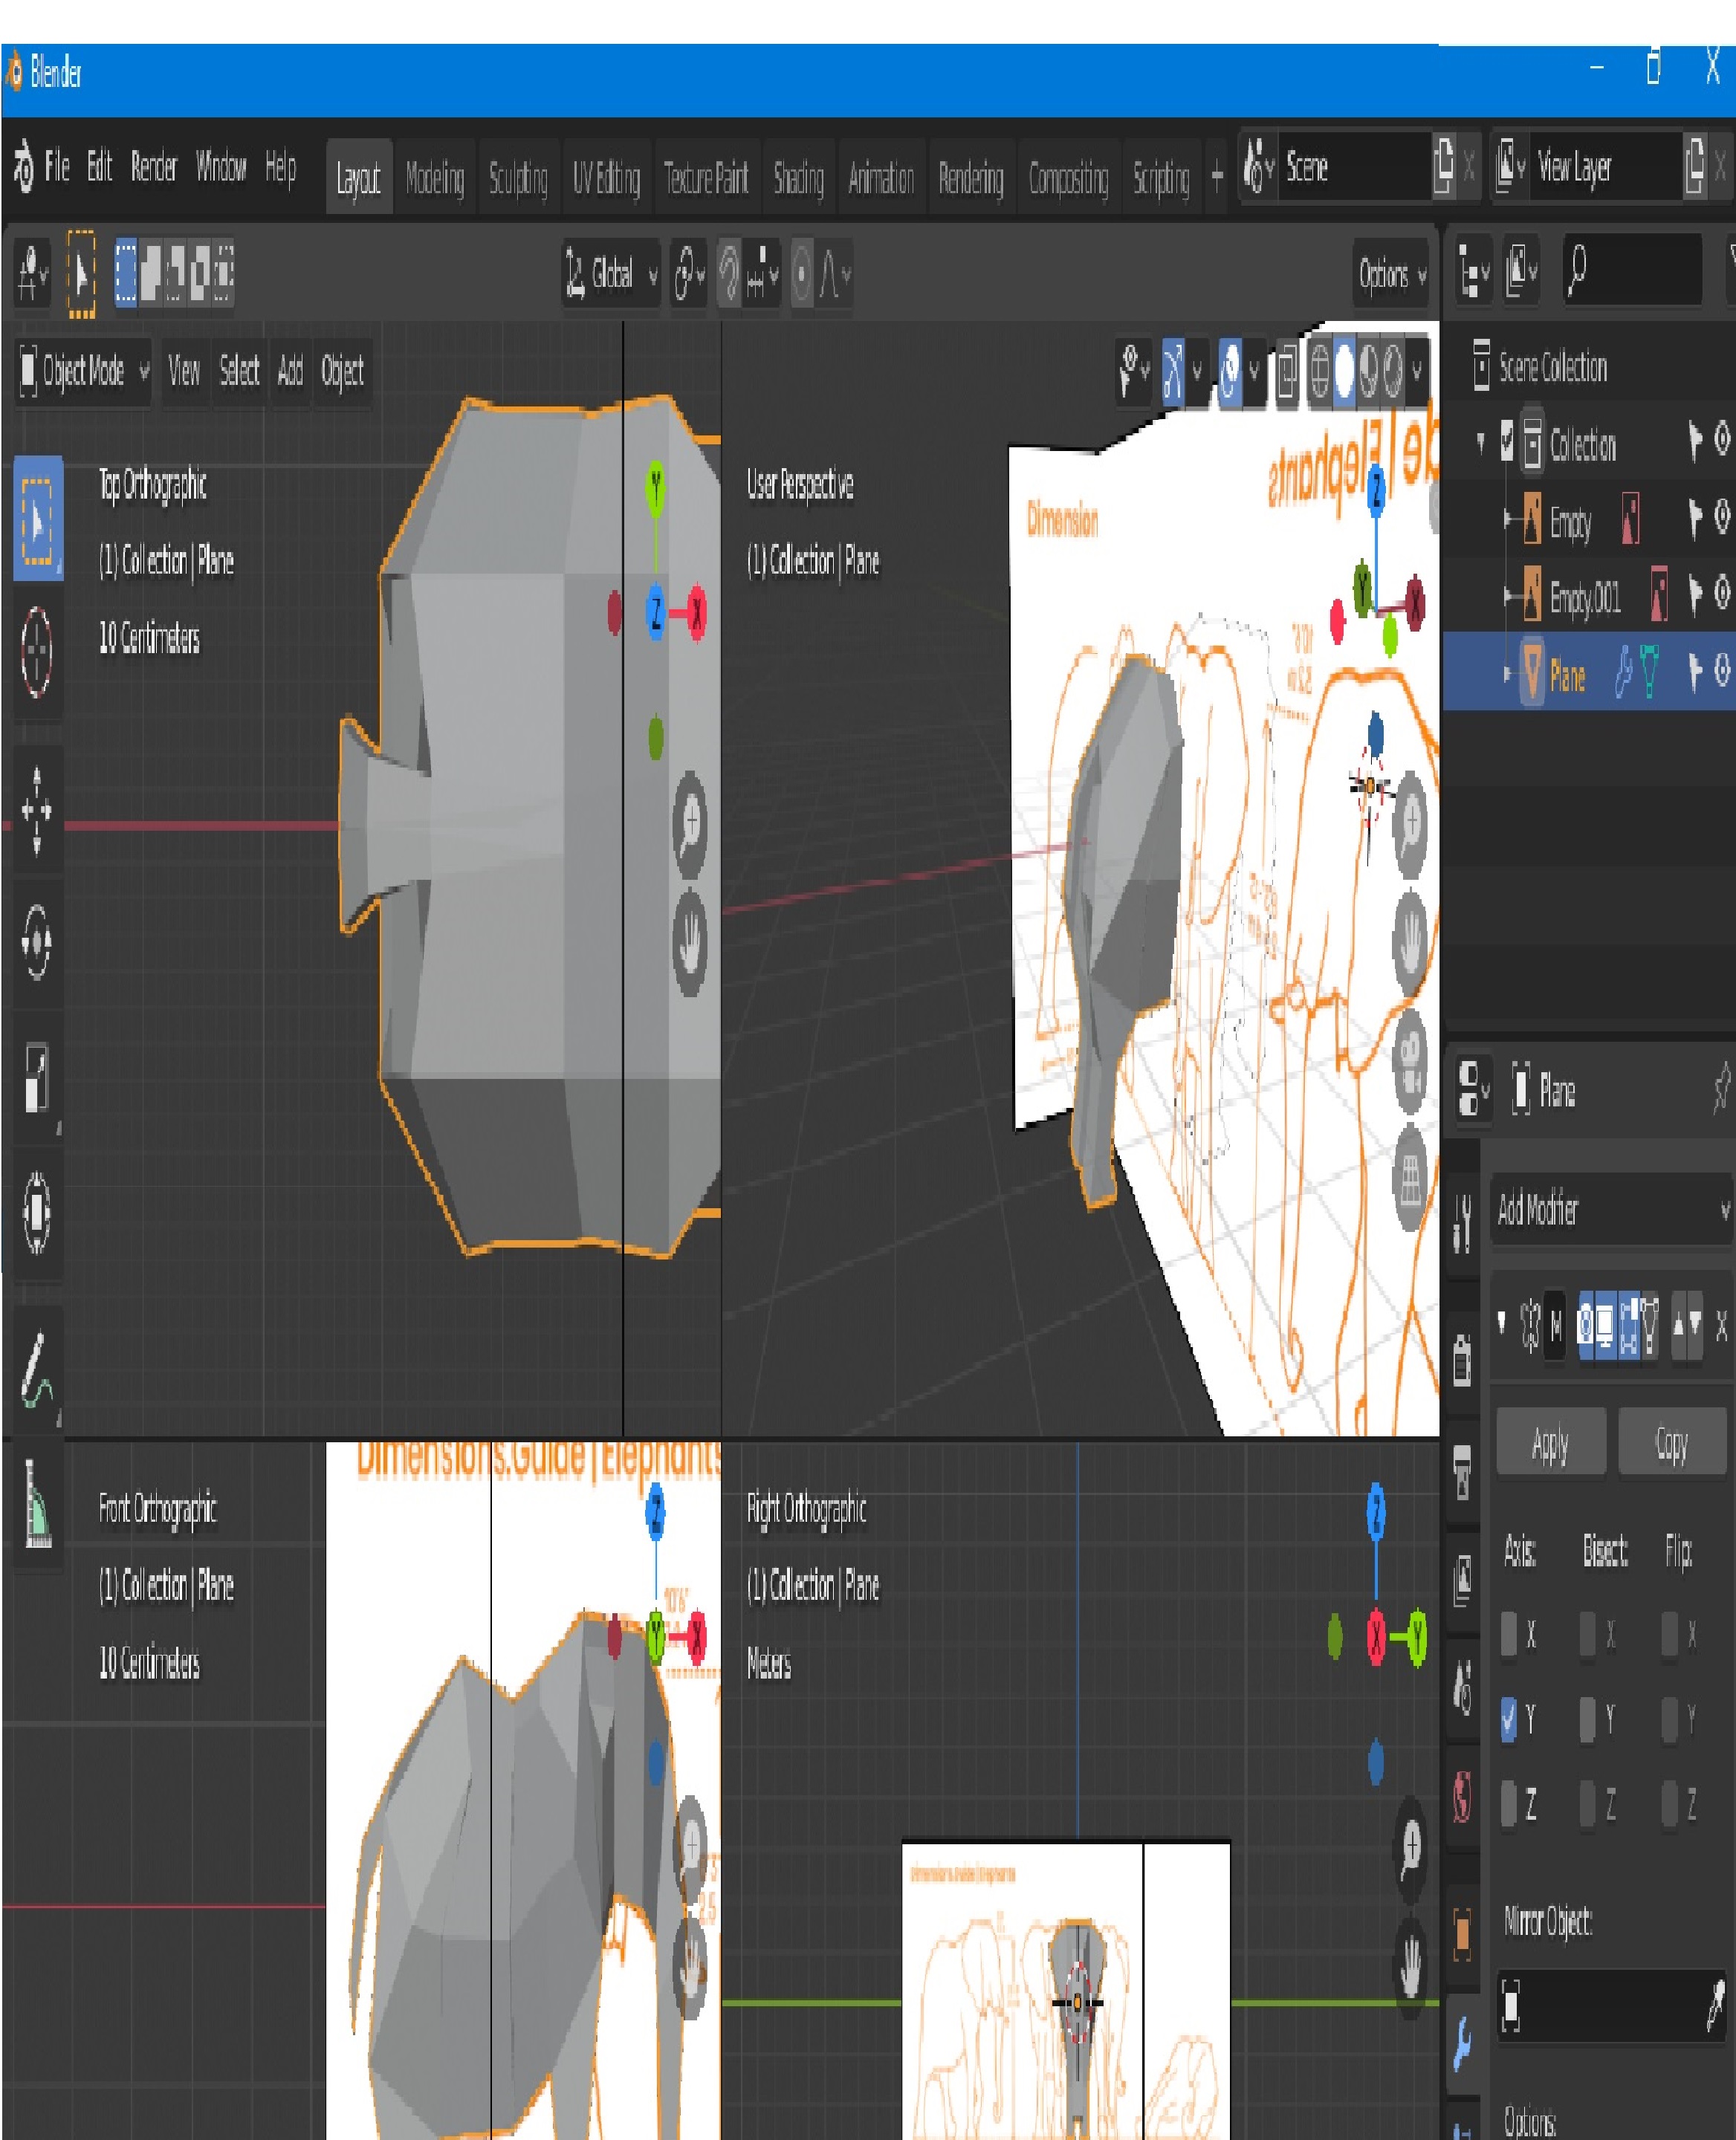 Blender
File Edit Render Window Help Layout Modeling Sculpting UV Editing Texture Paint Shading Animation Rendering Compositing Scripting + Scene View Layer
Global Options
Object Mode View Select Add Object
Top Orthographic
(1) Collection | Plane
10 Centimeters
Y
Z
X
User Perspective
(1) Collection | Plane
Dimension
de | Elephants
Z
Y
X
Scene Collection
Collection
Empty
Empty.001
Plane
Plane
Add Modifier
M
Apply Copy
Axis: Bisect: Flip:
X X X
Y Y Y
Z Z Z
Mirror Object:
Options:
Front Orthographic
(1) Collection | Plane
10 Centimeters
Dimensions.Guide | Elephants
Z
Y
X
Right Orthographic
(1) Collection | Plane
Meters
Z
X
Y
Dimensions.Guide | Elephants